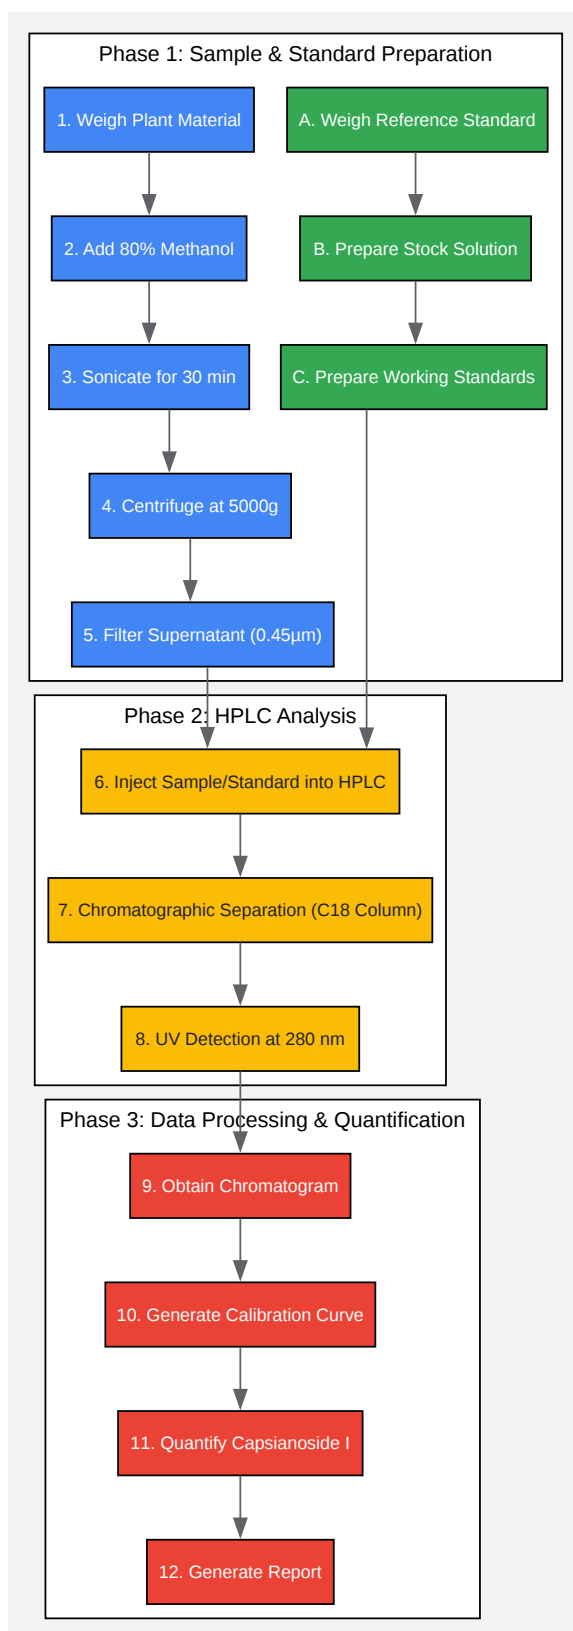 Phase 1: Sample & Standard Preparation
1. Weigh Plant Material
A. Weigh Reference Standard
2. Add 80% Methanol
B. Prepare Stock Solution
3. Sonicate for 30 min
C. Prepare Working Standards
4. Centrifuge at 5000g
5. Filter Supernatant (0.45µm)
Phase 2: HPLC Analysis
6. Inject Sample/Standard into HPLC
7. Chromatographic Separation (C18 Column)
8. UV Detection at 280 nm
Phase 3: Data Processing & Quantification
9. Obtain Chromatogram
10. Generate Calibration Curve
11. Quantify Capsianoside I
12. Generate Report